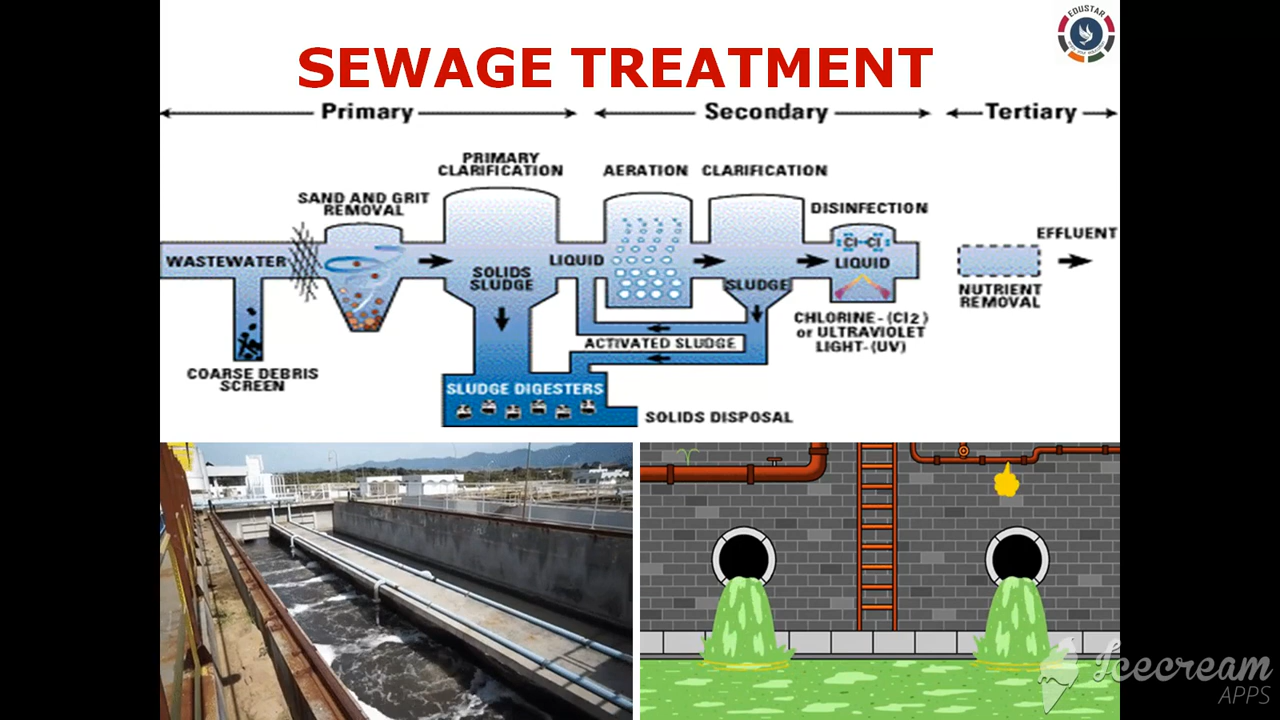 EDUSTAR
SEWAGE TREATMENT
Primary
Secondary
Tertiary
PRIMARY
CLARIFICATION
AERATION
CLARIFICATION
SAND AND GRIT
REMOVAL
DISINFECTION
EFFLUENT
WASTEWATER
SOLIDS
SLUDGE
LIQUID
SLUDGE
Cl Cl
LIQUID
NUTRIENT
REMOVAL
CHLORINE-(Cl2)
or ULTRAVIOLET
LIGHT-(UV)
ACTIVATED SLUDGE
COARSE DEBRIS
SCREEN
SLUDGE DIGESTERS
SOLIDS DISPOSAL
Icecream
APPS